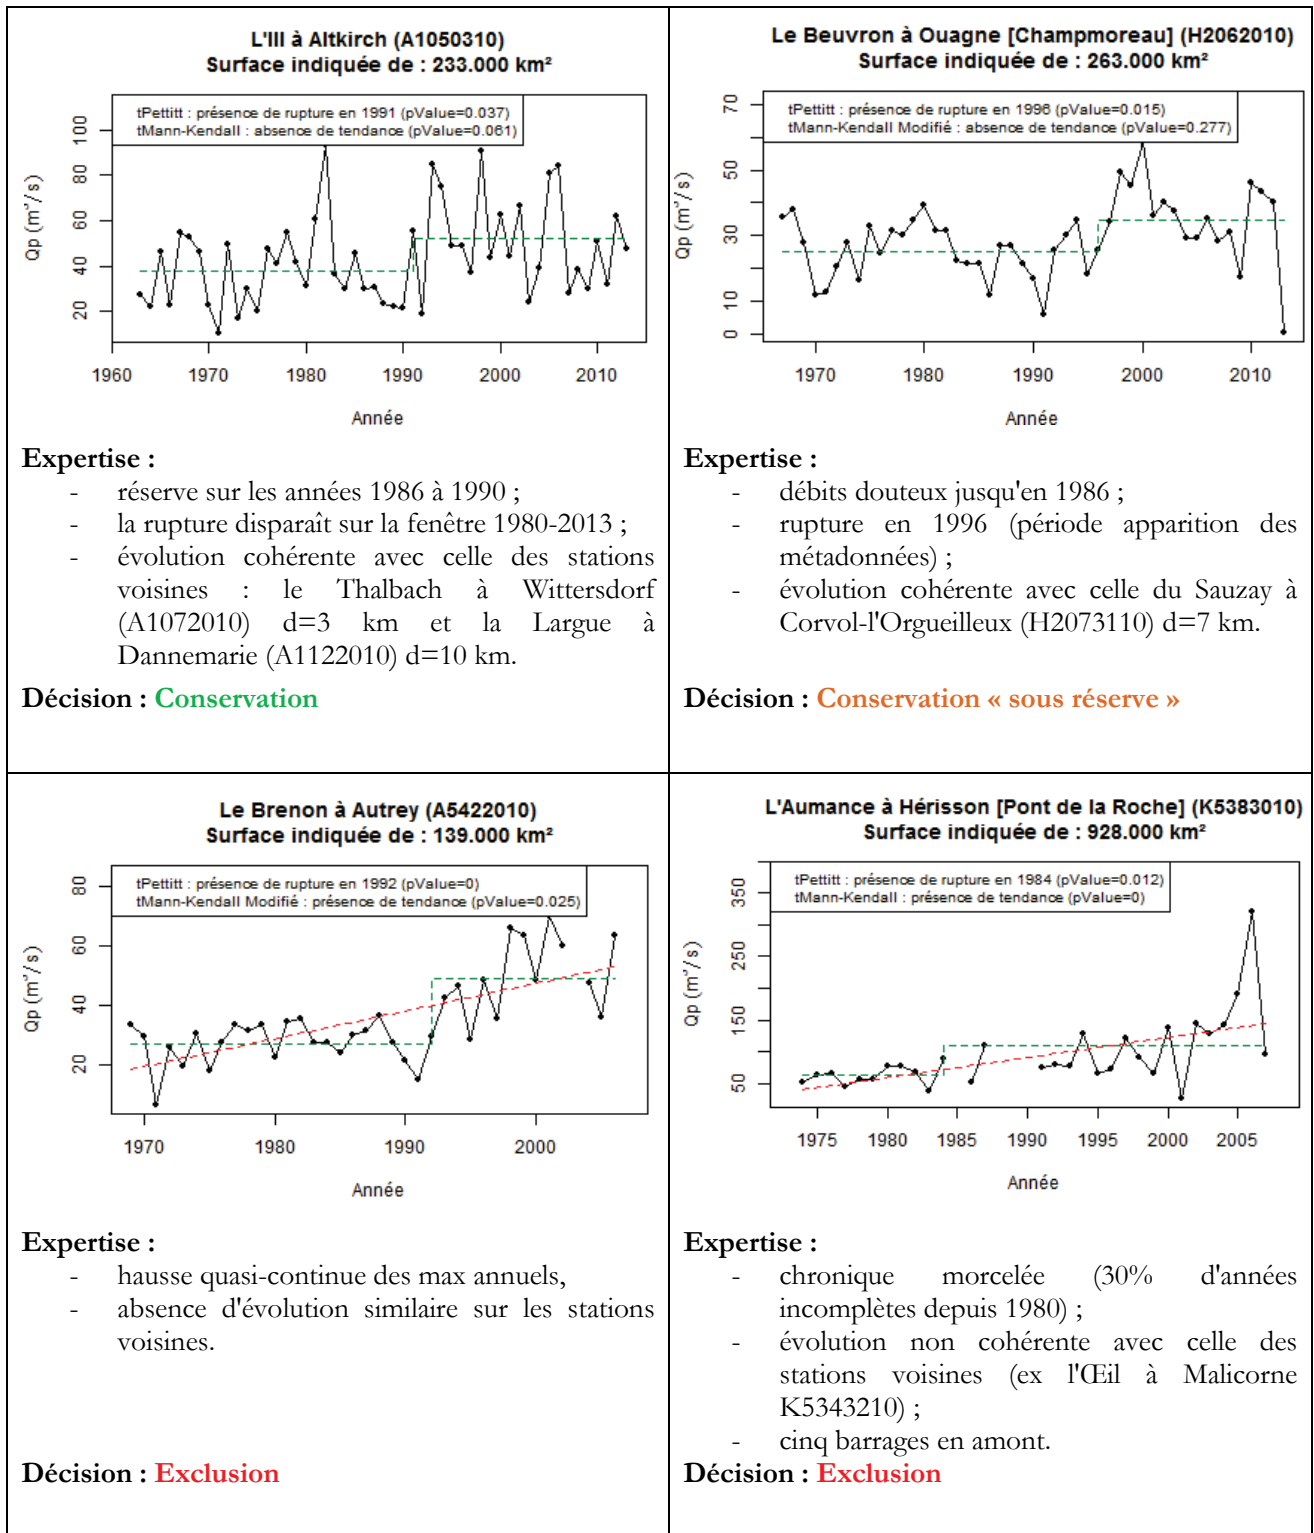 L'Ill à Altkirch (A1050310)
Surface indiquée de : 233.000 km²
tPettitt : présence de rupture en 1991 (pValue=0.037)
tMann-Kendall : absence de tendance (pValue=0.061)
Qp (m³/s)
100
80
60
40
20
1960 1970 1980 1990 2000 2010
Année
Expertise :
- réserve sur les années 1986 à 1990 ;
- la rupture disparaît sur la fenêtre 1980-2013 ;
- évolution cohérente avec celle des stations
voisines : le Thalbach à Wittersdorf
(A1072010) d=3 km et la Largue à
Dannemarie (A1122010) d=10 km.
Décision : Conservation
Le Beuvron à Ouagne [Champmoreau] (H2062010)
Surface indiquée de : 263.000 km²
tPettitt : présence de rupture en 1996 (pValue=0.015)
tMann-Kendall Modifié : absence de tendance (pValue=0.277)
Qp (m³/s)
70
50
30
10
0
1970 1980 1990 2000 2010
Année
Expertise :
- débits douteux jusqu'en 1986 ;
- rupture en 1996 (période apparition des
métadonnées) ;
- évolution cohérente avec celle du Sauzay à
Corvol-l'Orgueilleux (H2073110) d=7 km.
Décision : Conservation « sous réserve »
Le Brenon à Autrey (A5422010)
Surface indiquée de : 139.000 km²
tPettitt : présence de rupture en 1992 (pValue=0)
tMann-Kendall Modifié : présence de tendance (pValue=0.025)
Qp (m³/s)
80
60
40
20
1970 1980 1990 2000
Année
Expertise :
- hausse quasi-continue des max annuels,
- absence d'évolution similaire sur les stations
voisines.
Décision : Exclusion
L'Aumance à Hérisson [Pont de la Roche] (K5383010)
Surface indiquée de : 928.000 km²
tPettitt : présence de rupture en 1984 (pValue=0.012)
tMann-Kendall : présence de tendance (pValue=0)
Qp (m³/s)
350
250
150
50
1975 1980 1985 1990 1995 2000 2005
Année
Expertise :
- chronique morcelée (30% d'années
incomplètes depuis 1980) ;
- évolution non cohérente avec celle des
stations voisines (ex l'Œil à Malicorne
K5343210) ;
- cinq barrages en amont.
Décision : Exclusion